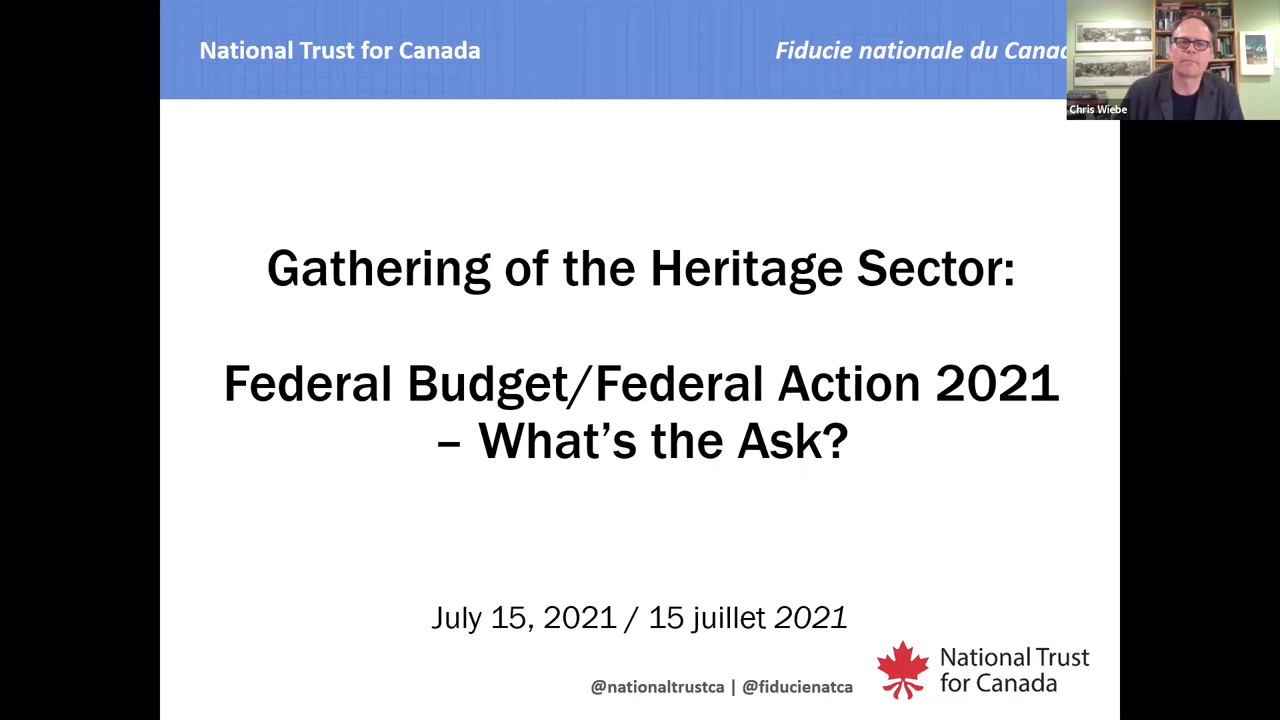 National Trust for Canada
Fiducie nationale du Canad
Chris Wiebe
Gathering of the Heritage Sector:
Federal Budget/Federal Action 2021
– What's the Ask?
July 15, 2021 / 15 juillet 2021
@nationaltrustca | @fiducienatca
National Trust
for Canada